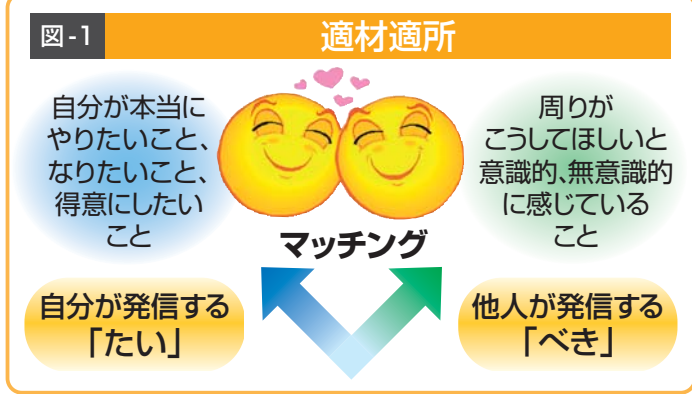 図-1
適材適所
自分が本当に
やりたいこと、
なりたいこと、
得意にしたい
こと
周りが
こうしてほしいと
意識的、無意識的
に感じている
こと
マッチング
自分が発信する
「たい」
他人が発信する
「べき」